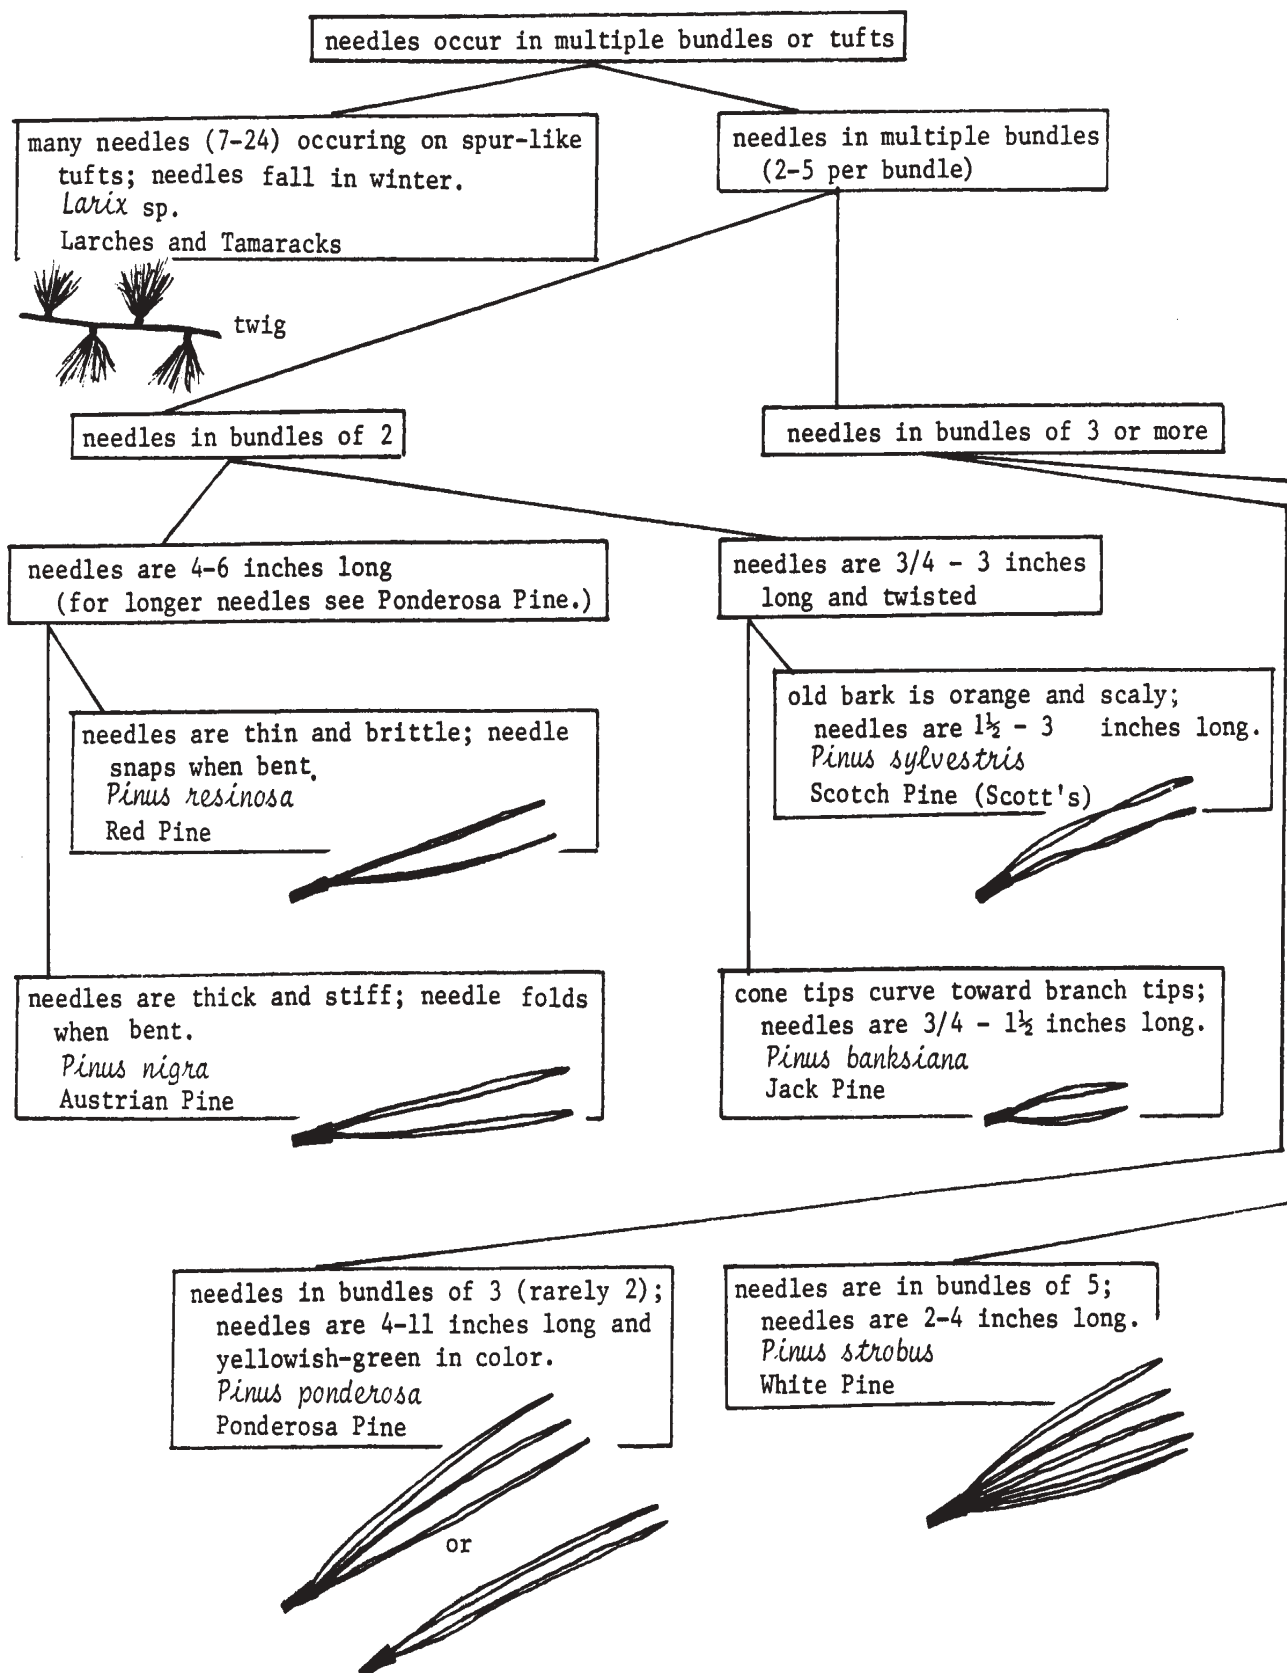 needles occur in multiple bundles or tufts
many needles (7-24) occuring on spur-like
tufts; needles fall in winter.
Larix sp.
Larches and Tamaracks
needles in multiple bundles
(2-5 per bundle)
twig
needles in bundles of 2
needles in bundles of 3 or more
needles are 4-6 inches long
(for longer needles see Ponderosa Pine.)
needles are 3/4 - 3 inches
long and twisted
needles are thin and brittle; needle
snaps when bent.
Pinus resinosa
Red Pine
old bark is orange and scaly;
needles are 1½ - 3 inches long.
Pinus sylvestris
Scotch Pine (Scott's)
needles are thick and stiff; needle folds
when bent.
Pinus nigra
Austrian Pine
cone tips curve toward branch tips;
needles are 3/4 - 1½ inches long.
Pinus banksiana
Jack Pine
needles in bundles of 3 (rarely 2);
needles are 4-11 inches long and
yellowish-green in color.
Pinus ponderosa
Ponderosa Pine
or
needles are in bundles of 5;
needles are 2-4 inches long.
Pinus strobus
White Pine